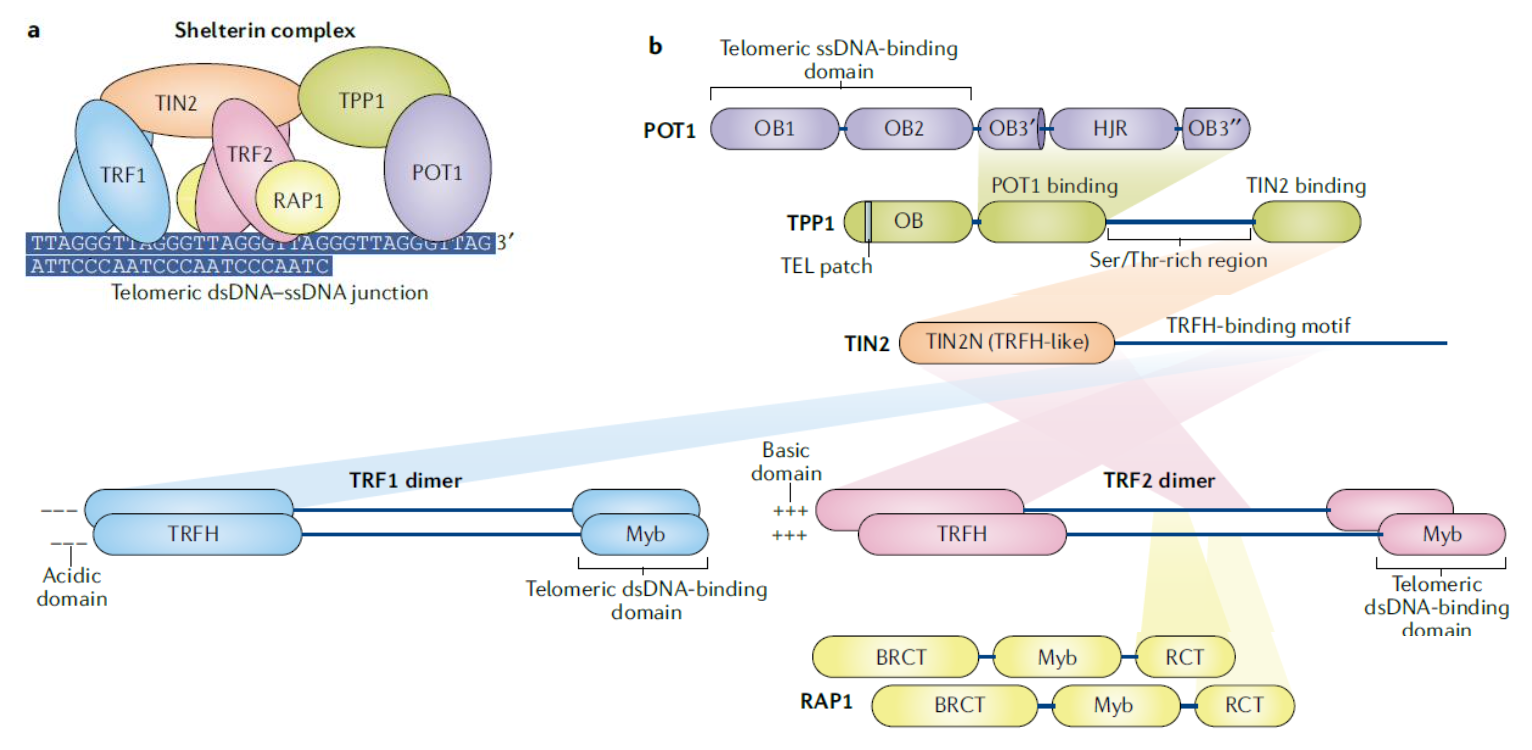 a
Shelterin complex
TIN2
TPP1
TRF1
TRF2
RAP1
POT1
TTAGGGTTAGGGTTAGGGTTAGGGTTAGGGTTAG 3′
ATTCCCAATCCCAATCCCAATC
Telomeric dsDNA–ssDNA junction
b
Telomeric ssDNA-binding
domain
POT1
OB1
OB2
OB3′
HJR
OB3″
POT1 binding
TIN2 binding
TPP1
OB
TEL patch
Ser/Thr-rich region
TIN2
TIN2N (TRFH-like)
TRFH-binding motif
TRF1 dimer
−−−
−−−
TRFH
Myb
Acidic
domain
Telomeric dsDNA-binding
domain
Basic
domain
TRF2 dimer
+++
+++
TRFH
Myb
Telomeric
dsDNA-binding
domain
RAP1
BRCT
Myb
RCT
BRCT
Myb
RCT